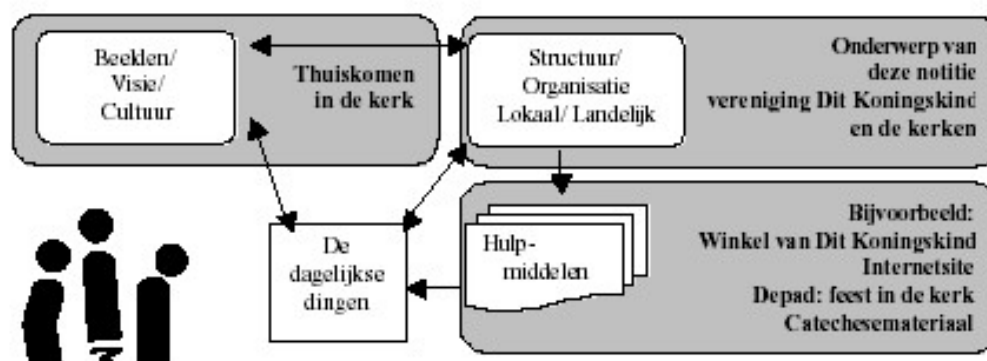 Beelden/
Visie/
Cultuur
Thuiskomen
in de kerk
Structuur/
Organisatie
Lokaal/ Landelijk
Onderwerp van
deze notitie
vereniging Dit Koningskind
en de kerken
De
dagelijkse
dingen
Hulp-
middelen
Bijvoorbeeld:
Winkel van Dit Koningskind
Internetsite
Depad: feest in de kerk
Catechesemateriaal